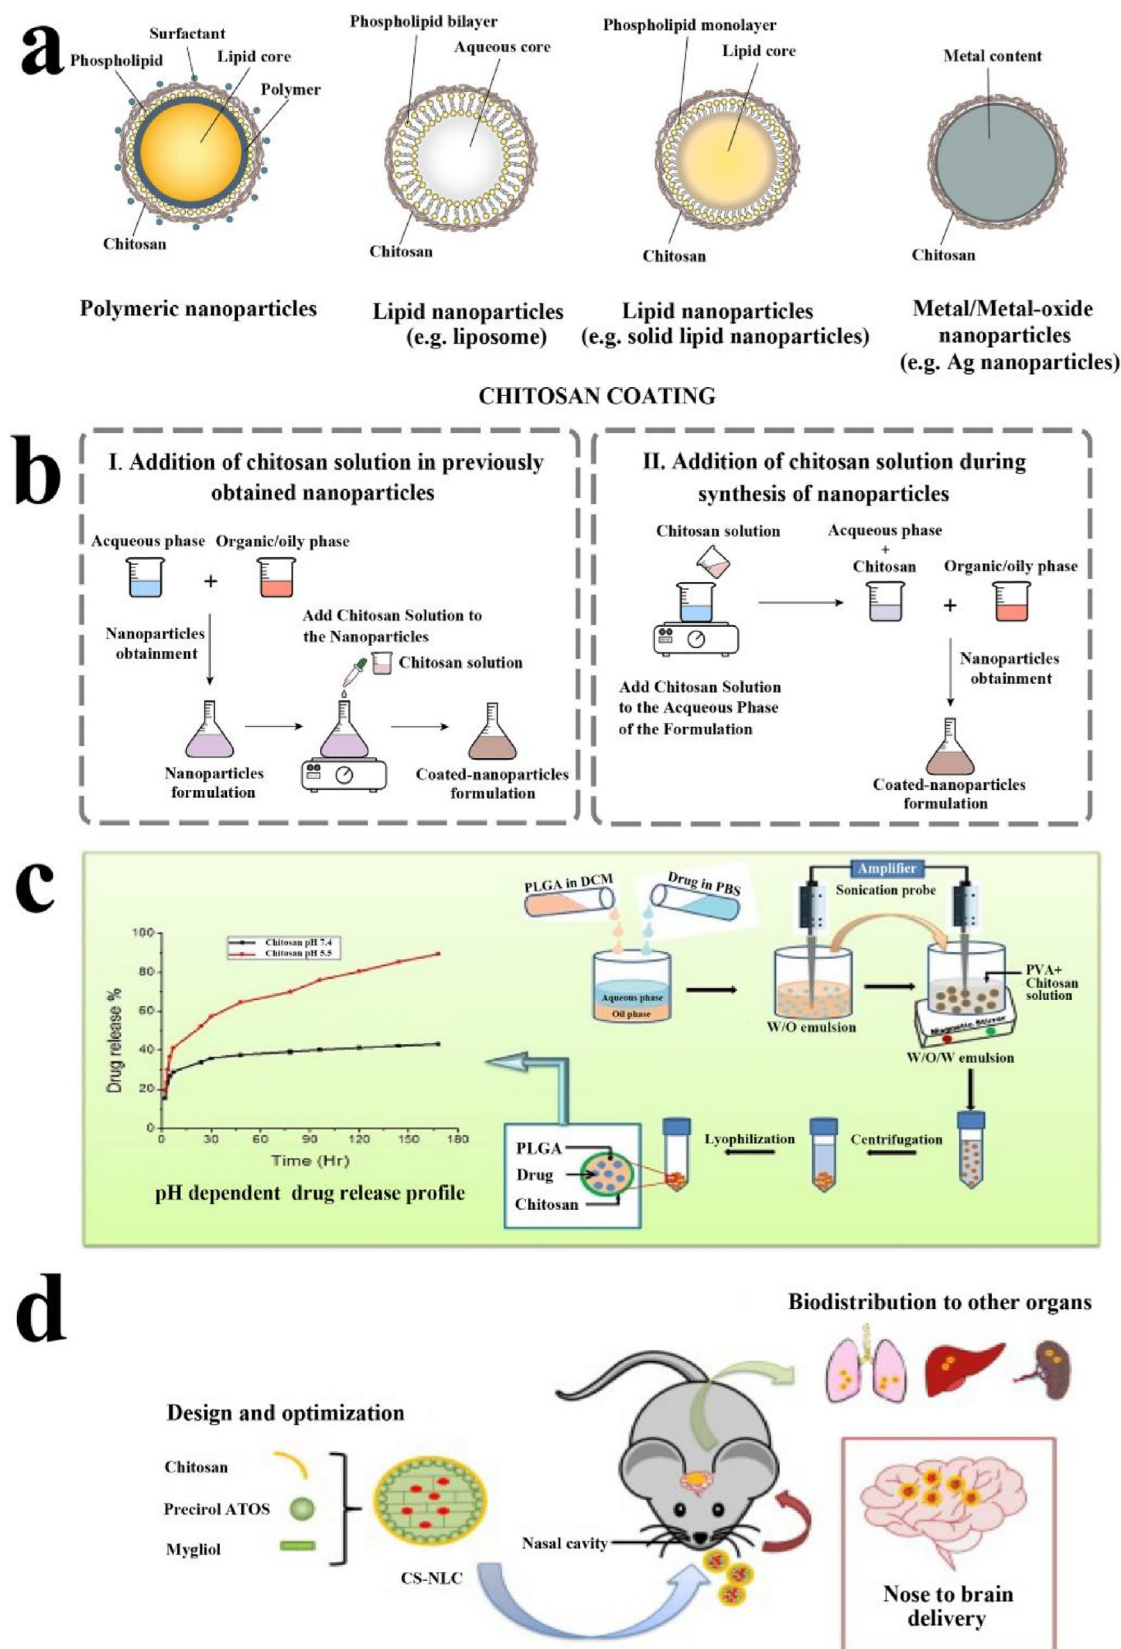 a
Surfactant
Phospholipid
Lipid core
Polymer
Chitosan
Polymeric nanoparticles
Phospholipid bilayer
Aqueous core
Chitosan
Lipid nanoparticles
(e.g. liposome)
Phospholipid monolayer
Lipid core
Chitosan
Lipid nanoparticles
(e.g. solid lipid nanoparticles)
Metal content
Chitosan
Metal/Metal-oxide
nanoparticles
(e.g. Ag nanoparticles)
CHITOSAN COATING
b
I. Addition of chitosan solution in previously
obtained nanoparticles
Acqueous phase
+
Organic/oily phase
Nanoparticles
obtainment
Add Chitosan Solution to
the Nanoparticles
Chitosan solution
Nanoparticles
formulation
Coated-nanoparticles
formulation
II. Addition of chitosan solution during
synthesis of nanoparticles
Chitosan solution
Acqueous phase
+
Chitosan
+
Organic/oily phase
Add Chitosan Solution
to the Acqueous Phase
of the Formulation
Nanoparticles
obtainment
Coated-nanoparticles
formulation
c
100
80
60
40
20
0
0 30 60 90 120 150 180
Drug release %
Time (Hr)
Chitosan pH 7.4
Chitosan pH 5.5
pH dependent drug release profile
PLGA in DCM
Drug in PBS
Aqueous phase
Oil phase
Amplifier
Sonication probe
W/O emulsion
PVA+
Chitosan
solution
Magnetic Stirrer
W/O/W emulsion
Centrifugation
Lyophilization
PLGA
Drug
Chitosan
d
Design and optimization
Chitosan
Precirol ATOS
Mygliol
CS-NLC
Nasal cavity
Biodistribution to other organs
Nose to brain
delivery